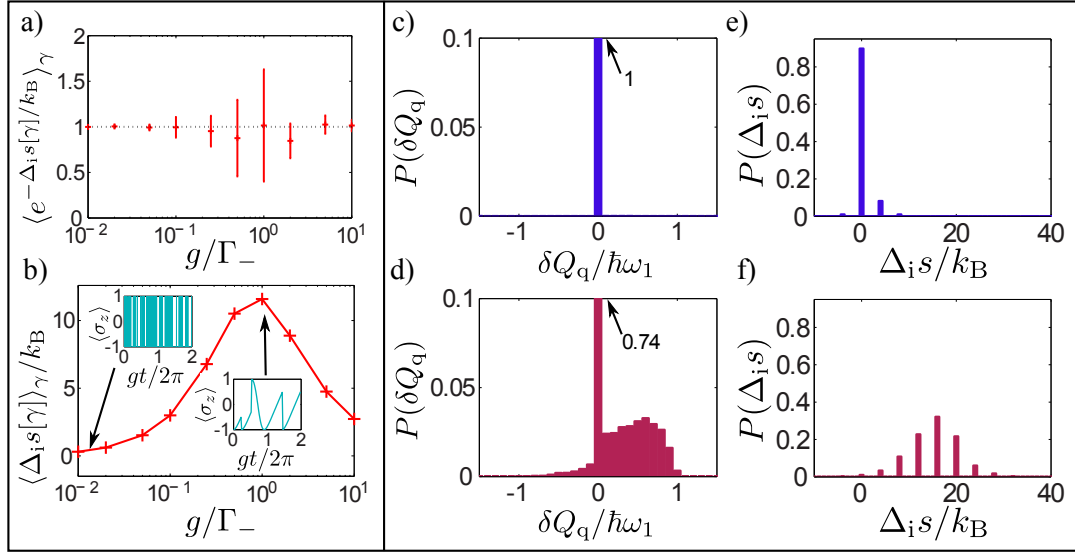 a)
⟨e^{-Δ_i s[γ]/k_B}⟩_γ
2
1.5
1
0.5
0
10^{-2}
10^{-1}
10^0
10^1
g/Γ_−
b)
⟨Δ_i s[γ]⟩_γ/k_B
10
5
0
10^{-2}
10^{-1}
10^0
10^1
g/Γ_−
⟨σ_z⟩
1
0
-1
0
1
2
gt/2π
⟨σ_z⟩
1
0
-1
0
1
2
gt/2π
c)
P(δQ_q)
0.1
0.05
0
1
-1
0
1
δQ_q/ℏω_1
d)
P(δQ_q)
0.1
0.05
0
0.74
-1
0
1
δQ_q/ℏω_1
e)
P(Δ_i s)
0.8
0.6
0.4
0.2
0
0
20
40
Δ_i s/k_B
f)
P(Δ_i s)
0.8
0.6
0.4
0.2
0
0
20
40
Δ_i s/k_B